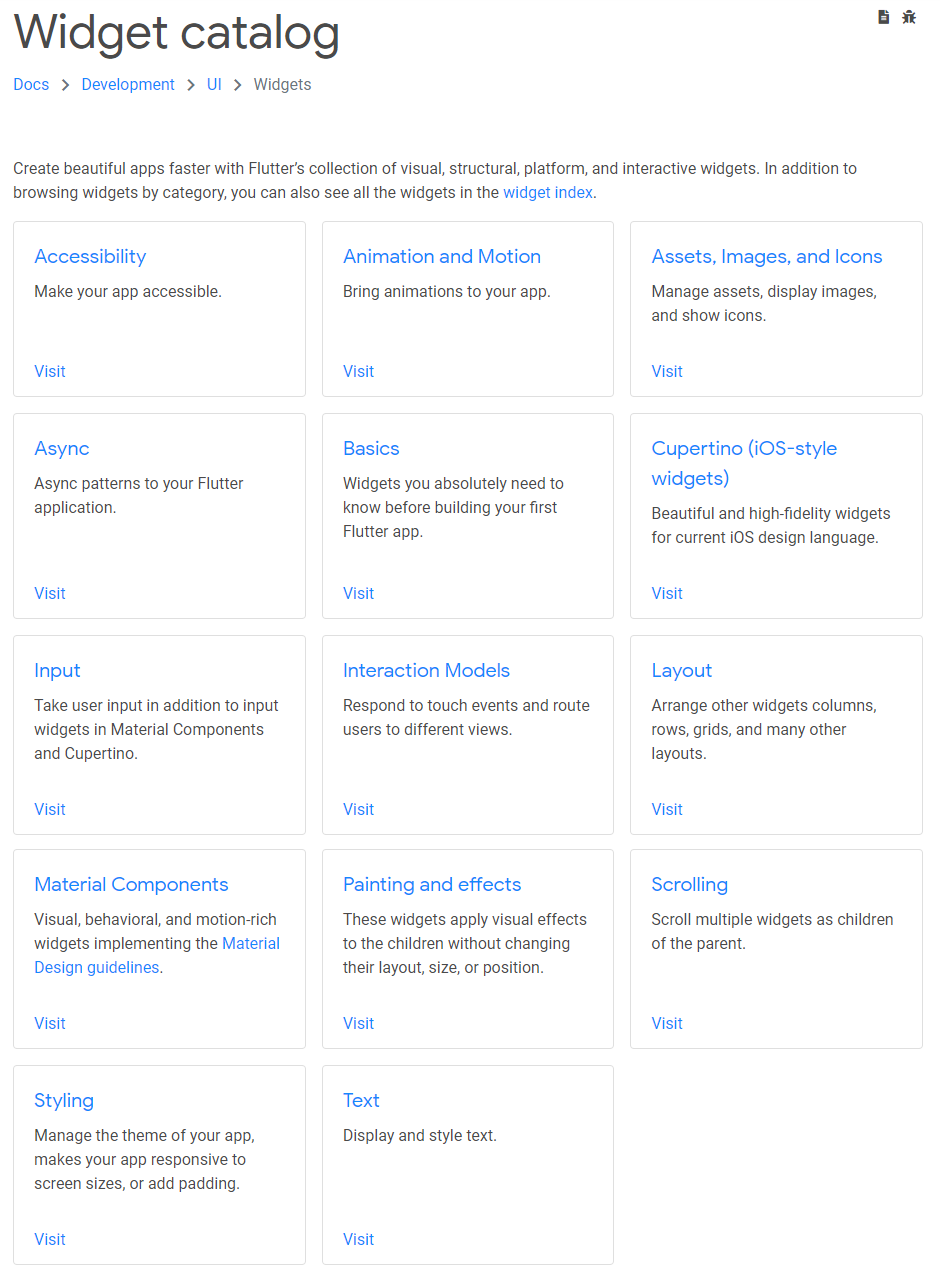 Widget catalog
Docs > Development > UI > Widgets
Create beautiful apps faster with Flutter’s collection of visual, structural, platform, and interactive widgets. In addition to
browsing widgets by category, you can also see all the widgets in the widget index.
Accessibility
Make your app accessible.
Visit
Animation and Motion
Bring animations to your app.
Visit
Assets, Images, and Icons
Manage assets, display images,
and show icons.
Visit
Async
Async patterns to your Flutter
application.
Visit
Basics
Widgets you absolutely need to
know before building your first
Flutter app.
Visit
Cupertino (iOS-style
widgets)
Beautiful and high-fidelity widgets
for current iOS design language.
Visit
Input
Take user input in addition to input
widgets in Material Components
and Cupertino.
Visit
Interaction Models
Respond to touch events and route
users to different views.
Visit
Layout
Arrange other widgets columns,
rows, grids, and many other
layouts.
Visit
Material Components
Visual, behavioral, and motion-rich
widgets implementing the Material
Design guidelines.
Visit
Painting and effects
These widgets apply visual effects
to the children without changing
their layout, size, or position.
Visit
Scrolling
Scroll multiple widgets as children
of the parent.
Visit
Styling
Manage the theme of your app,
makes your app responsive to
screen sizes, or add padding.
Visit
Text
Display and style text.
Visit